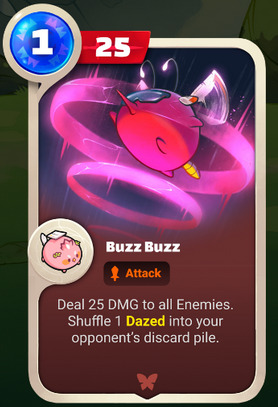 1
25
Buzz Buzz
Attack
Deal 25 DMG to all Enemies.
Shuffle 1 Dazed into your
opponent's discard pile.